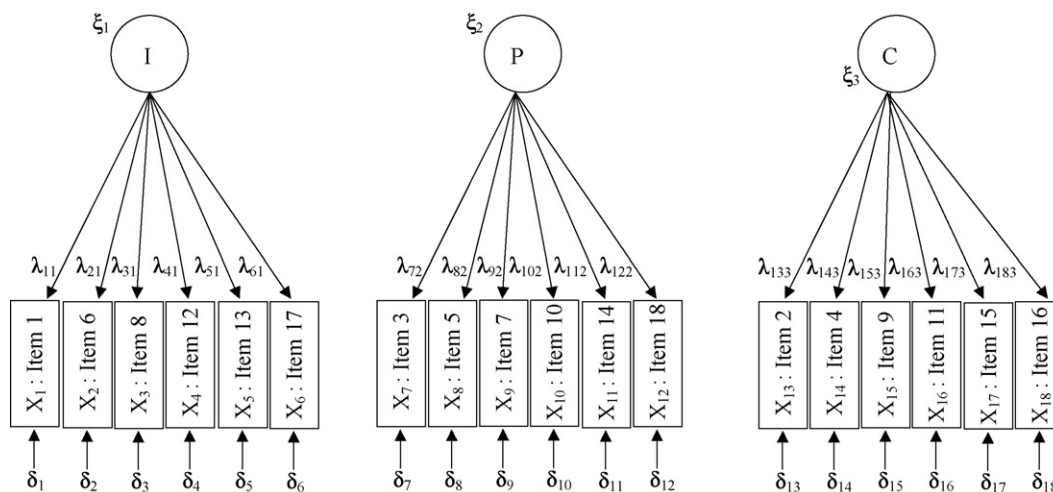 ξ₁ I ξ₂ P C ξ₃
λ₁₁ λ₂₁ λ₃₁ λ₄₁ λ₅₁ λ₆₁ λ₇₂ λ₈₂ λ₉₂ λ₁₀₂ λ₁₁₂ λ₁₂₂ λ₁₃₃ λ₁₄₃ λ₁₅₃ λ₁₆₃ λ₁₇₃ λ₁₈₃
X₁ : Item 1
X₂ : Item 6
X₃ : Item 8
X₄ : Item 12
X₅ : Item 13
X₆ : Item 17
X₇ : Item 3
X₈ : Item 5
X₉ : Item 7
X₁₀ : Item 10
X₁₁ : Item 14
X₁₂ : Item 18
X₁₃ : Item 2
X₁₄ : Item 4
X₁₅ : Item 9
X₁₆ : Item 11
X₁₇ : Item 15
X₁₈ : Item 16
δ₁ δ₂ δ₃ δ₄ δ₅ δ₆ δ₇ δ₈ δ₉ δ₁₀ δ₁₁ δ₁₂ δ₁₃ δ₁₄ δ₁₅ δ₁₆ δ₁₇ δ₁₈